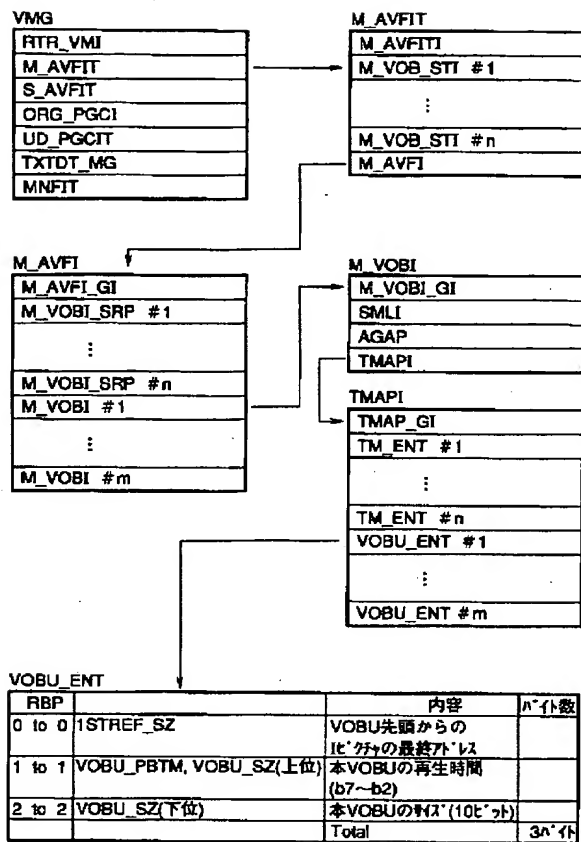 VMG
RTR_VMI
M_AVFIT
S_AVFIT
ORG_PGCI
UD_PGCIT
TXTDT_MG
MNFIT
M_AVFIT
M_AVFITI
M_VOB_STI #1
⋮
M_VOB_STI #n
M_AVFI
M_AVFI
M_AVFI_GI
M_VOBI_SRP #1
⋮
M_VOBI_SRP #n
M_VOBI #1
⋮
M_VOBI #m
M_VOBI
M_VOBI_GI
SMLI
AGAP
TMAPI
TMAPI
TMAP_GI
TM_ENT #1
⋮
TM_ENT #n
VOBU_ENT #1
⋮
VOBU_ENT #m
VOBU_ENT
RBP 内容 ﾊﾞｲﾄ数
0 to 0 1STREF_SZ VOBU先頭からの
Iﾋﾟｸﾁｬの最終ｱﾄﾞﾚｽ
1 to 1 VOBU_PBTM, VOBU_SZ(上位) 本VOBUの再生時間
(b7～b2)
2 to 2 VOBU_SZ(下位) 本VOBUのｻｲｽﾞ(10ﾋﾞｯﾄ)
Total 3ﾊﾞｲﾄ